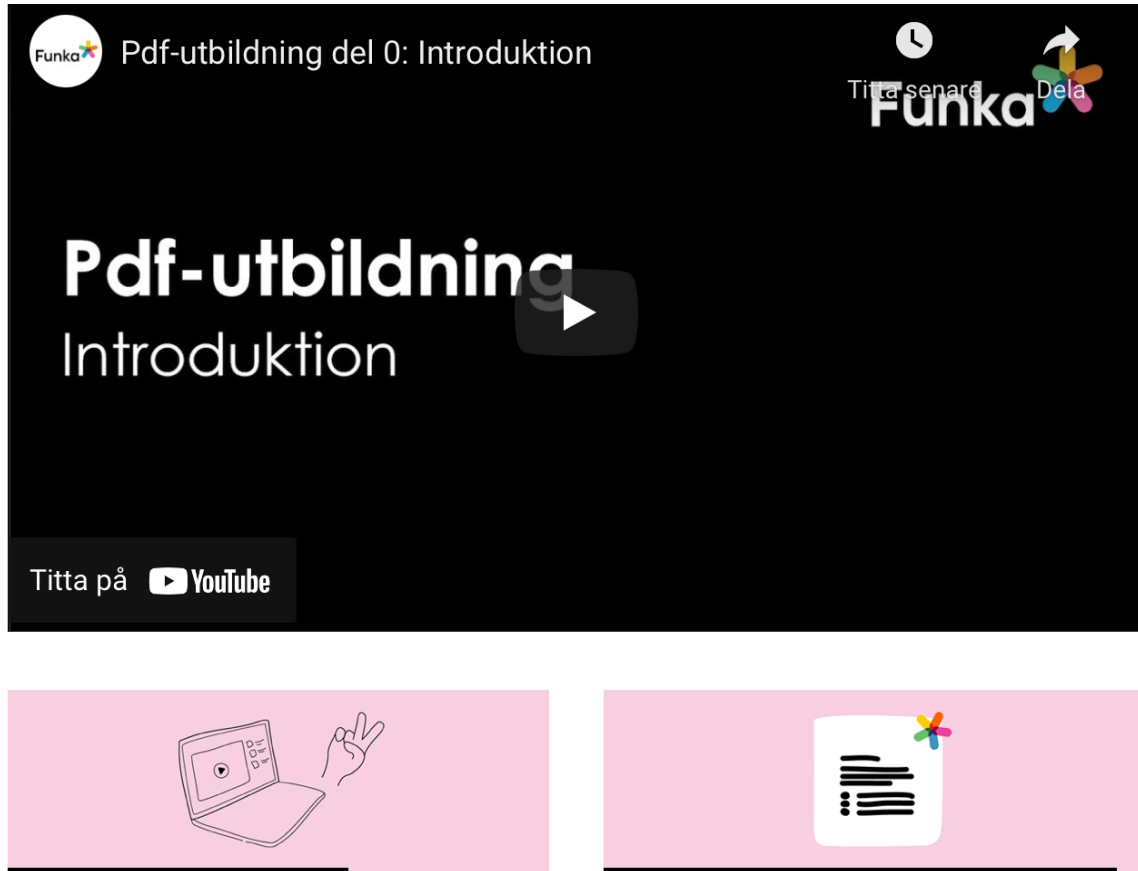 Funka
Pdf-utbildning del 0: Introduktion
Titta senare
Dela
Funka
Pdf-utbildning
Introduktion
Titta på YouTube